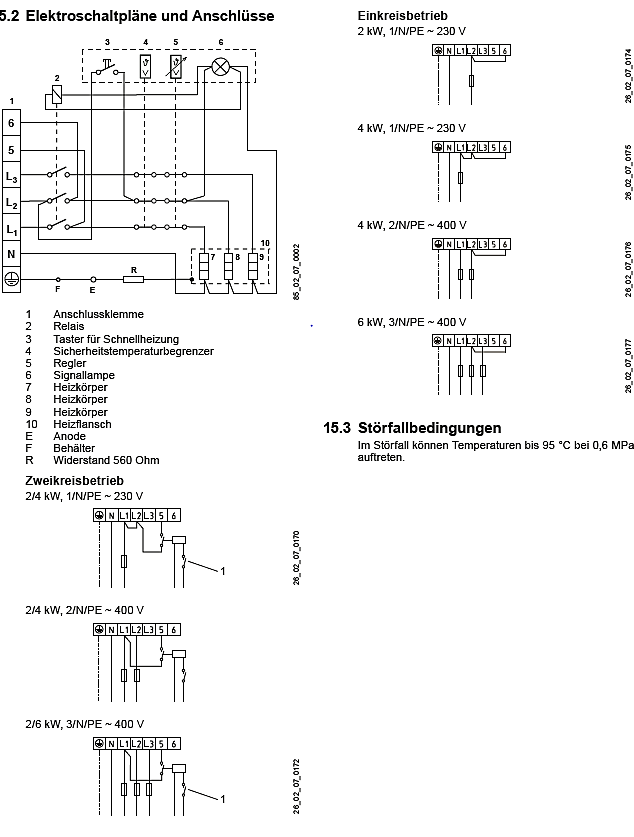 5.2 Elektroschaltpläne und Anschlüsse
3 4 5 6
2
1
6
5
L3
L2
L1
N
7 8 9
10
R
F E
85_02_07_0002
1 Anschlussklemme
2 Relais
3 Taster für Schnellheizung
4 Sicherheitstemperaturbegrenzer
5 Regler
6 Signallampe
7 Heizkörper
8 Heizkörper
9 Heizkörper
10 Heizflansch
E Anode
F Behälter
R Widerstand 560 Ohm
Zweikreisbetrieb
2/4 kW, 1/N/PE ~ 230 V
N L1 L2 L3 5 6
1
26_02_07_0170
2/4 kW, 2/N/PE ~ 400 V
N L1 L2 L3 5 6
2/6 kW, 3/N/PE ~ 400 V
N L1 L2 L3 5 6
1
26_02_07_0172
Einkreisbetrieb
2 kW, 1/N/PE ~ 230 V
N L1 L2 L3 5 6
26_02_07_0174
4 kW, 1/N/PE ~ 230 V
N L1 L2 L3 5 6
26_02_07_0175
4 kW, 2/N/PE ~ 400 V
N L1 L2 L3 5 6
26_02_07_0176
6 kW, 3/N/PE ~ 400 V
N L1 L2 L3 5 6
26_02_07_0177
15.3 Störfallbedingungen
Im Störfall können Temperaturen bis 95 °C bei 0,6 MPa
auftreten.